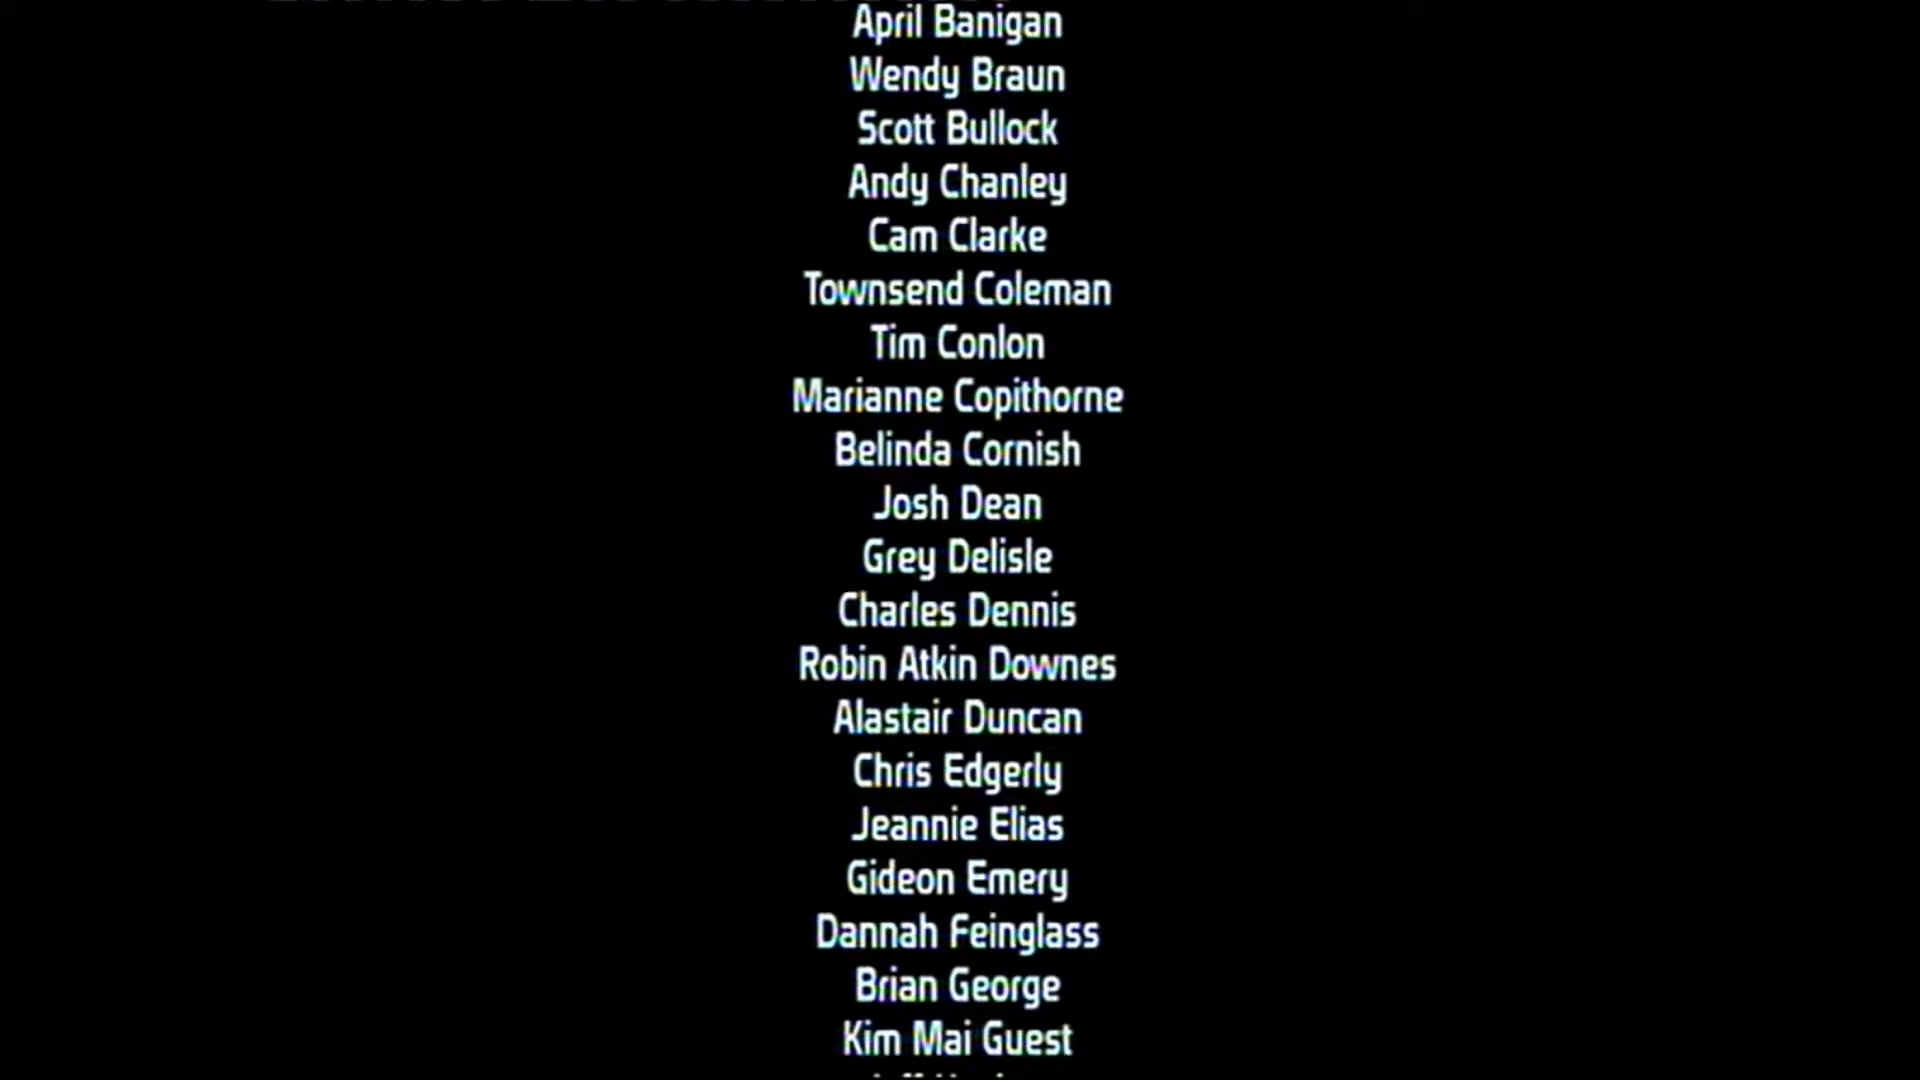 April Banigan
Wendy Braun
Scott Bullock
Andy Chanley
Cam Clarke
Townsend Coleman
Tim Conlon
Marianne Copithorne
Belinda Cornish
Josh Dean
Grey Delisle
Charles Dennis
Robin Atkin Downes
Alastair Duncan
Chris Edgerly
Jeannie Elias
Gideon Emery
Dannah Feinglass
Brian George
Kim Mai Guest